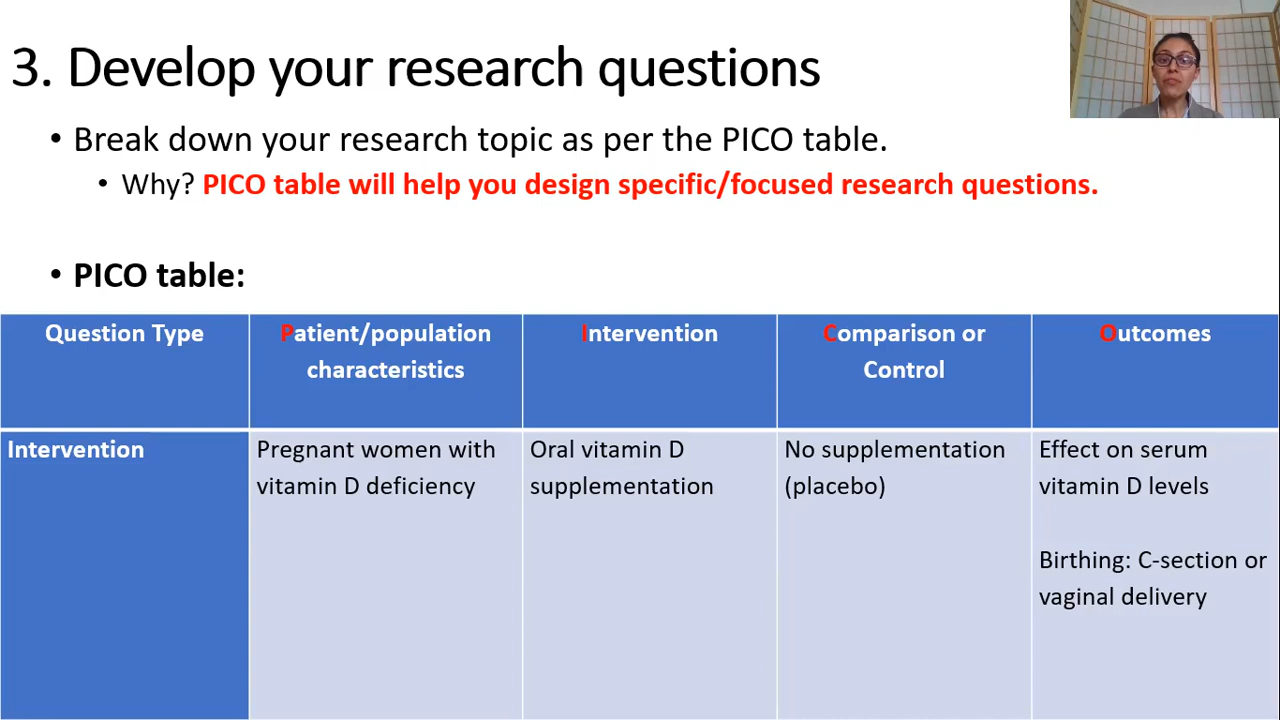 3. Develop your research questions
• Break down your research topic as per the PICO table.
• Why? PICO table will help you design specific/focused research questions.
• PICO table:
Question Type
Patient/population
characteristics
Intervention
Comparison or
Control
Outcomes
Intervention
Pregnant women with
vitamin D deficiency
Oral vitamin D
supplementation
No supplementation
(placebo)
Effect on serum
vitamin D levels
Birthing: C-section or
vaginal delivery